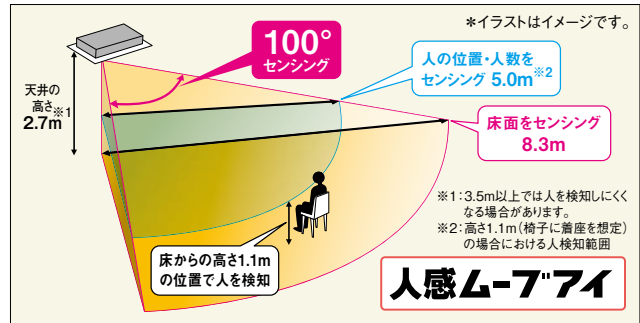 ＊イラストはイメージです。
100°
センシング
人の位置・人数を
センシング 5.0m※2
天井の
高さ※1
2.7m
床面をセンシング
8.3m
※1：3.5m以上では人を検知しにくく
なる場合があります。
※2：高さ1.1m（椅子に着座を想定）
の場合における人検知範囲
床からの高さ1.1m
の位置で人を検知
人感ムーブアイ